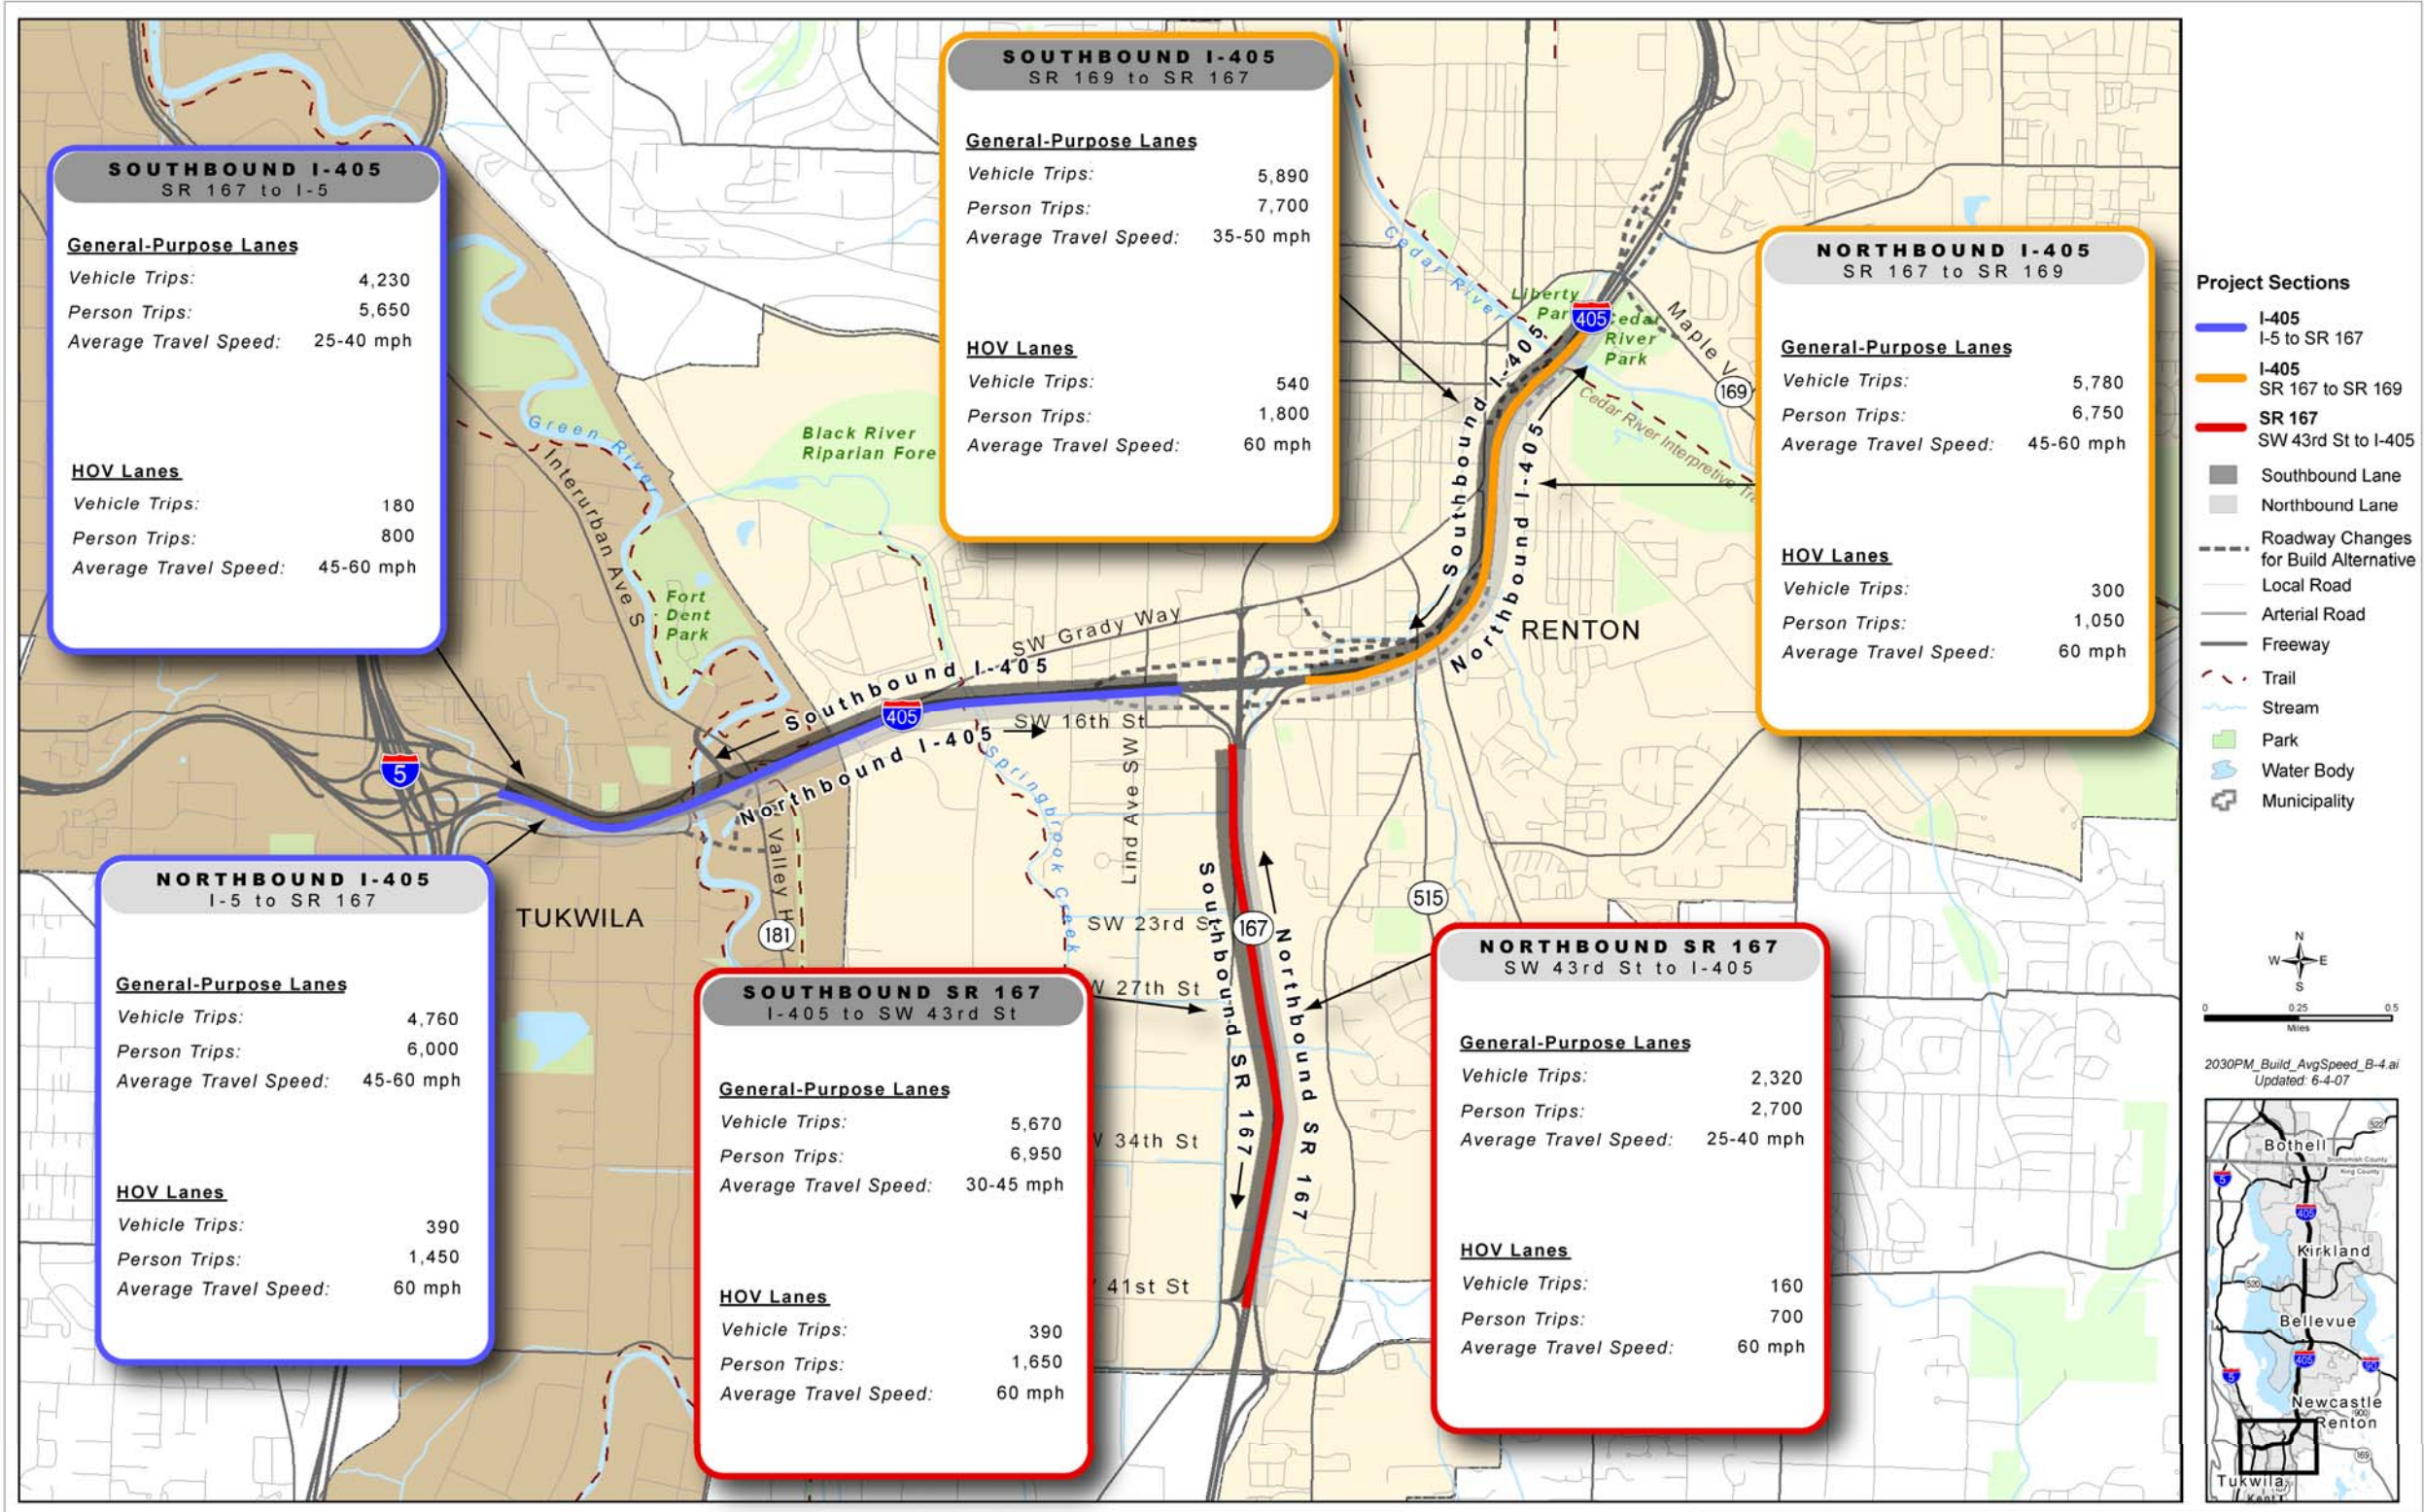 SOUTHBOUND I-405
SR 167 to I-5
General-Purpose Lanes
Vehicle Trips: 4,230
Person Trips: 5,650
Average Travel Speed: 25-40 mph
HOV Lanes
Vehicle Trips: 180
Person Trips: 800
Average Travel Speed: 45-60 mph
SOUTHBOUND I-405
SR 169 to SR 167
General-Purpose Lanes
Vehicle Trips: 5,890
Person Trips: 7,700
Average Travel Speed: 35-50 mph
HOV Lanes
Vehicle Trips: 540
Person Trips: 1,800
Average Travel Speed: 60 mph
NORTHBOUND I-405
SR 167 to SR 169
General-Purpose Lanes
Vehicle Trips: 5,780
Person Trips: 6,750
Average Travel Speed: 45-60 mph
HOV Lanes
Vehicle Trips: 300
Person Trips: 1,050
Average Travel Speed: 60 mph
NORTHBOUND I-405
I-5 to SR 167
General-Purpose Lanes
Vehicle Trips: 4,760
Person Trips: 6,000
Average Travel Speed: 45-60 mph
HOV Lanes
Vehicle Trips: 390
Person Trips: 1,450
Average Travel Speed: 60 mph
SOUTHBOUND SR 167
I-405 to SW 43rd St
General-Purpose Lanes
Vehicle Trips: 5,670
Person Trips: 6,950
Average Travel Speed: 30-45 mph
HOV Lanes
Vehicle Trips: 390
Person Trips: 1,650
Average Travel Speed: 60 mph
NORTHBOUND SR 167
SW 43rd St to I-405
General-Purpose Lanes
Vehicle Trips: 2,320
Person Trips: 2,700
Average Travel Speed: 25-40 mph
HOV Lanes
Vehicle Trips: 160
Person Trips: 700
Average Travel Speed: 60 mph
Green River
Interurban Ave S
Fort
Dent
Park
Black River
Riparian Fore
Cedar River
Liberty
Par
405
Cedar
River
Park
Maple V
169
Cedar River Interpretive Tra
Southbound I-405
Northbound I-405
RENTON
SW Grady Way
Southbound I-405
405
Northbound I-405
SW 16th St
5
Lind Ave SW
Springbrook Creek
Valley H
TUKWILA
181
SW 23rd S
167
515
W 27th St
W 34th St
41st St
Southbound SR 167
Northbound SR 167
Project Sections
I-405
I-5 to SR 167
I-405
SR 167 to SR 169
SR 167
SW 43rd St to I-405
Southbound Lane
Northbound Lane
Roadway Changes
for Build Alternative
Local Road
Arterial Road
Freeway
Trail
Stream
Park
Water Body
Municipality
N
W E
S
0 0.25 0.5
Miles
2030PM_Build_AvgSpeed_B-4.ai
Updated: 6-4-07
522
Bothell
Snohomish County
King County
5
405
Kirkland
520
Bellevue
405
90
5
Newcastle
900
Renton
169
Tukwila
Kent